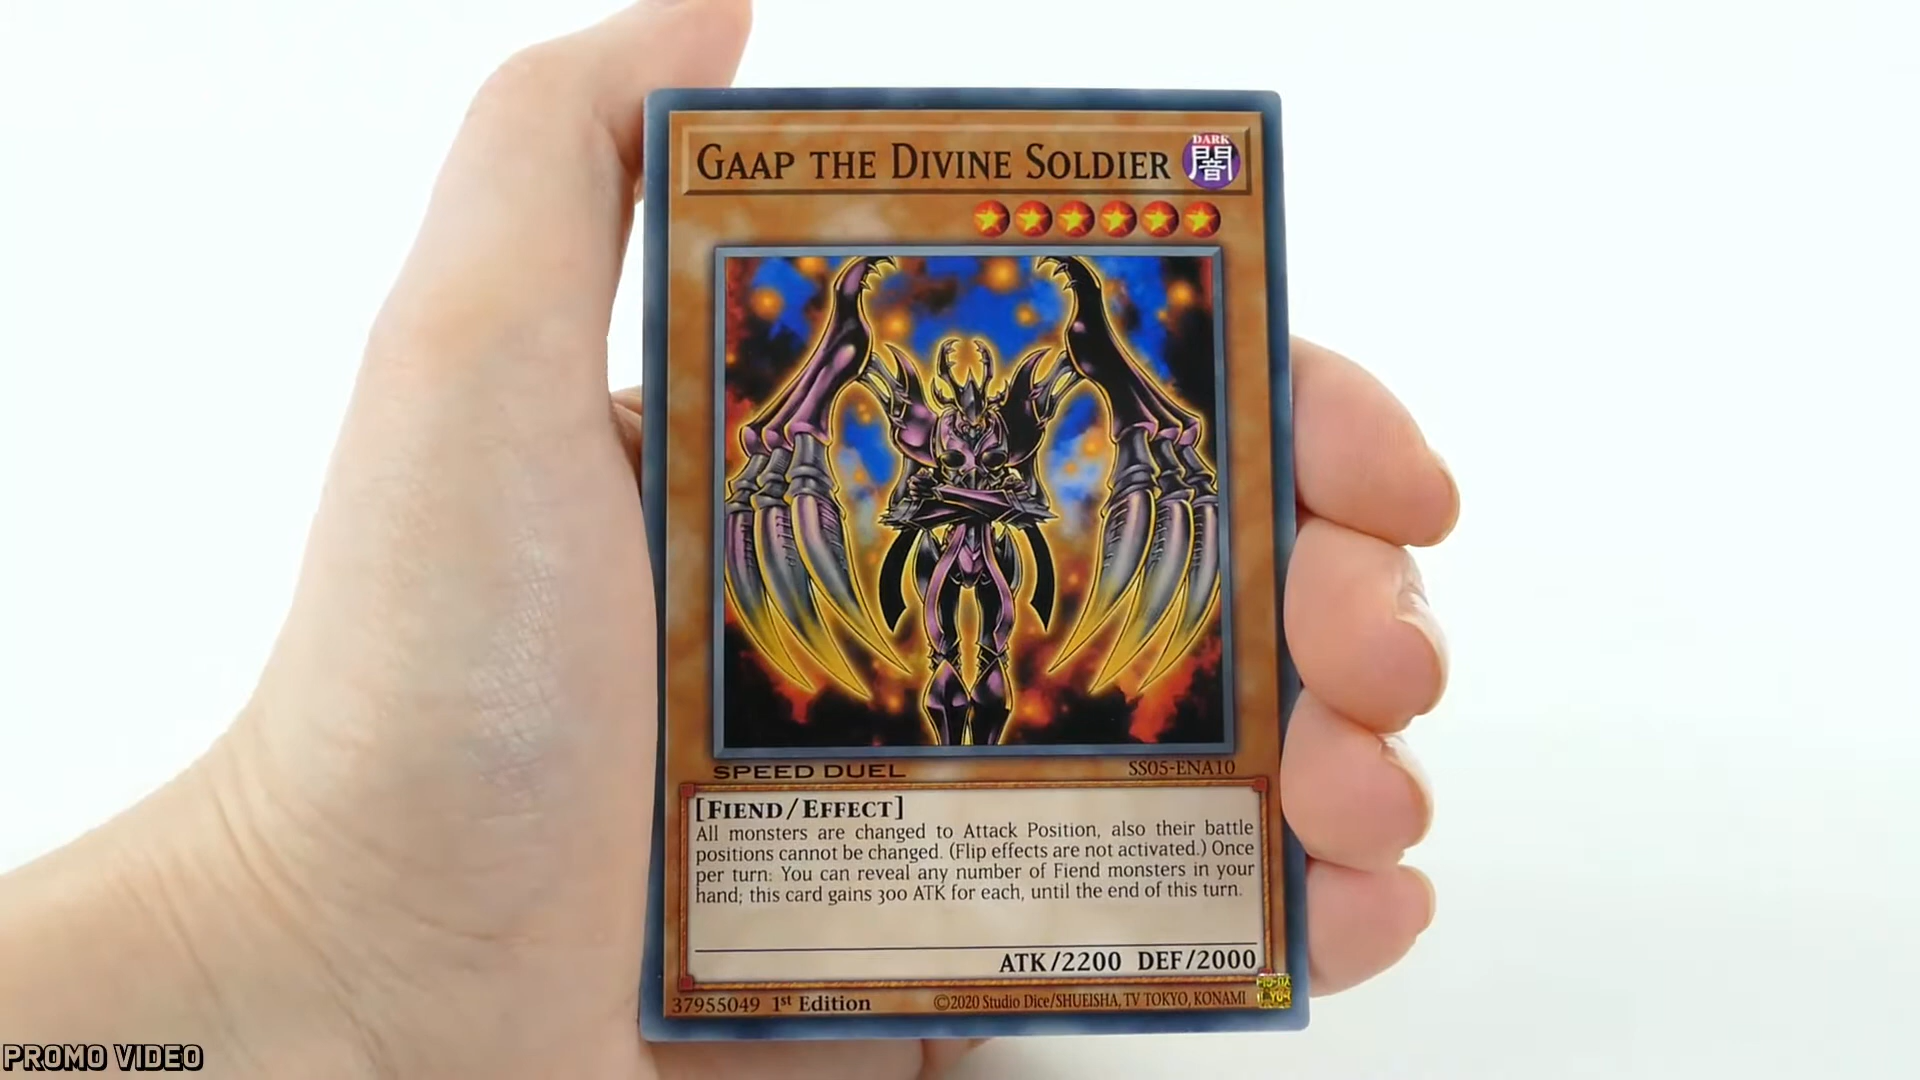 GAAP THE DIVINE SOLDIER
DARK
闇
SPEED DUEL
SS05-ENA10
[FIEND/EFFECT]
All monsters are changed to Attack Position, also their battle
positions cannot be changed. (Flip effects are not activated.) Once
per turn: You can reveal any number of Fiend monsters in your
hand; this card gains 300 ATK for each, until the end of this turn.
ATK/2200 DEF/2000
37955049 1st Edition
©2020 Studio Dice/SHUEISHA, TV TOKYO, KONAMI
PROMO VIDEO